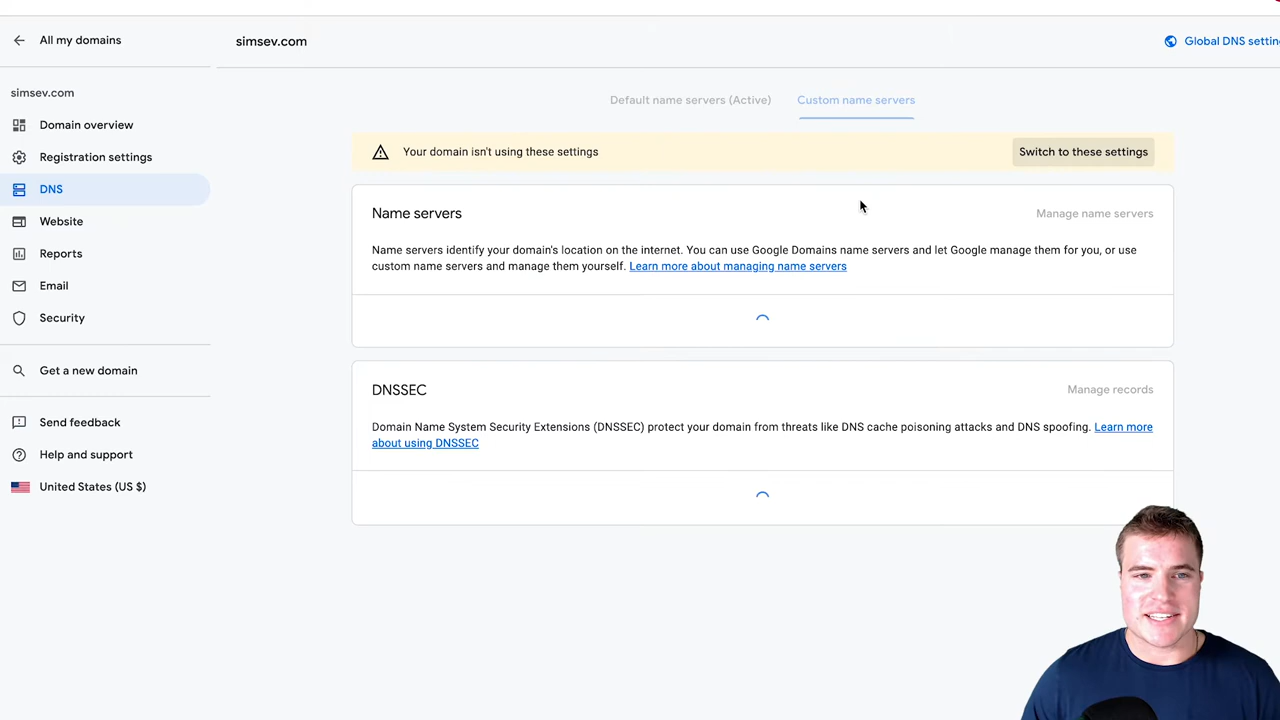 All my domains
simsev.com
Global DNS settin
simsev.com
Domain overview
Registration settings
DNS
Website
Reports
Email
Security
Get a new domain
Send feedback
Help and support
United States (US $)
Default name servers (Active)
Custom name servers
Your domain isn't using these settings
Switch to these settings
Name servers
Manage name servers
Name servers identify your domain's location on the internet. You can use Google Domains name servers and let Google manage them for you, or use
custom name servers and manage them yourself. Learn more about managing name servers
DNSSEC
Manage records
Domain Name System Security Extensions (DNSSEC) protect your domain from threats like DNS cache poisoning attacks and DNS spoofing. Learn more
about using DNSSEC